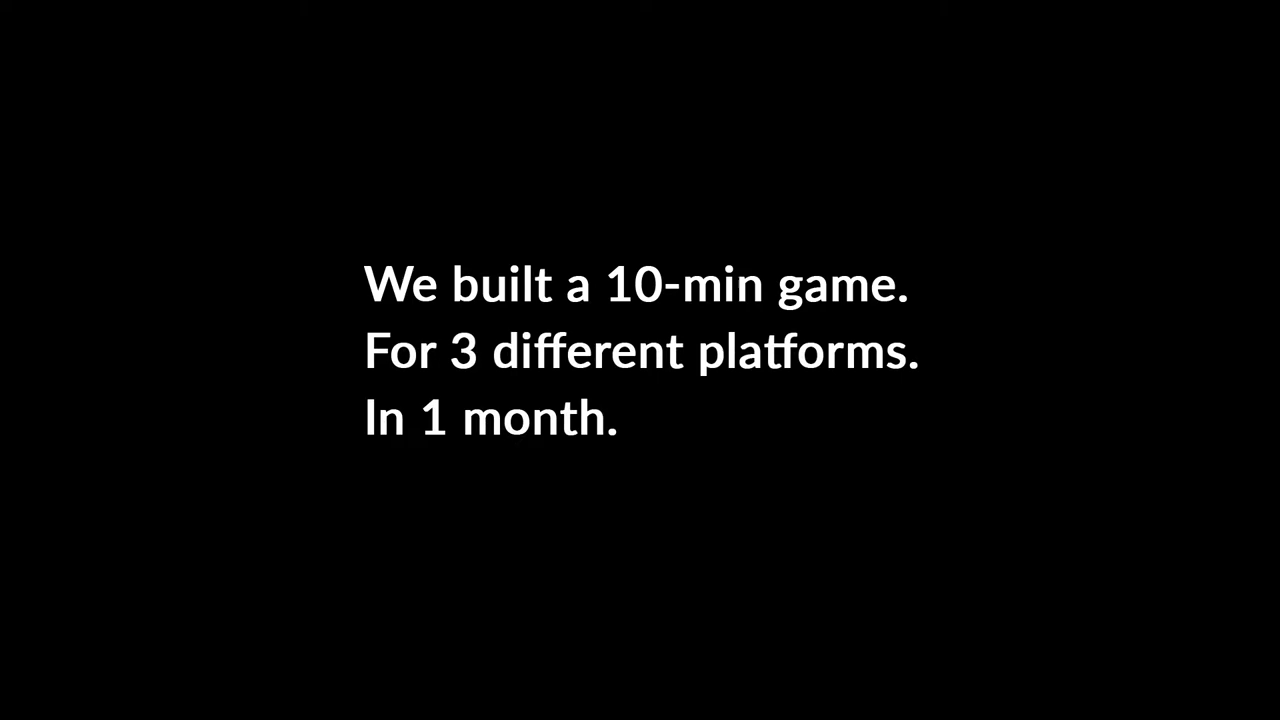 We built a 10-min game.
For 3 different platforms.
In 1 month.